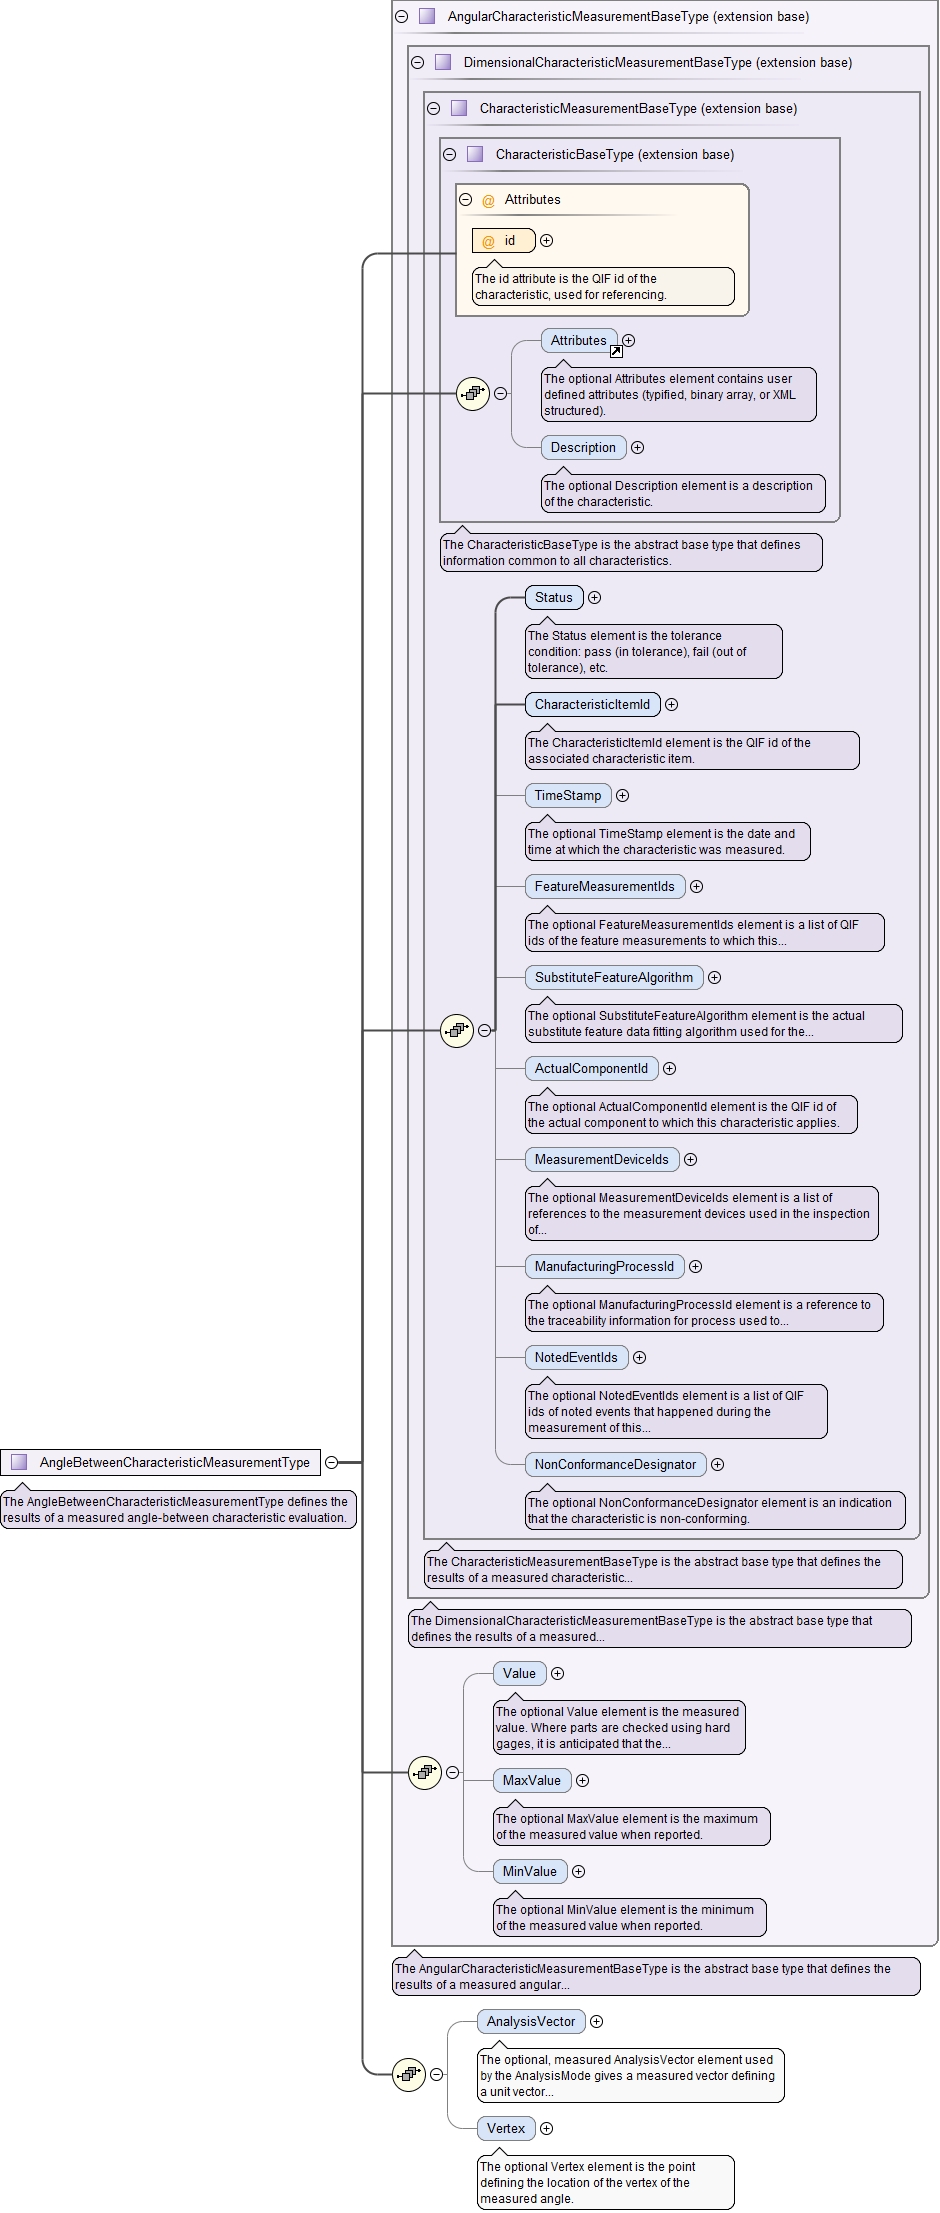 AngularCharacteristicMeasurementBaseType (extension base)
DimensionalCharacteristicMeasurementBaseType (extension base)
CharacteristicMeasurementBaseType (extension base)
CharacteristicBaseType (extension base)
@ Attributes
@ id
The id attribute is the QIF id of the
characteristic, used for referencing.
Attributes
The optional Attributes element contains user
defined attributes (typified, binary array, or XML
structured).
Description
The optional Description element is a description
of the characteristic.
The CharacteristicBaseType is the abstract base type that defines
information common to all characteristics.
Status
The Status element is the tolerance
condition: pass (in tolerance), fail (out of
tolerance), etc.
CharacteristicItemId
The CharacteristicItemId element is the QIF id of the
associated characteristic item.
TimeStamp
The optional TimeStamp element is the date and
time at which the characteristic was measured.
FeatureMeasurementIds
The optional FeatureMeasurementIds element is a list of QIF
ids of the feature measurements to which this...
SubstituteFeatureAlgorithm
The optional SubstituteFeatureAlgorithm element is the actual
substitute feature data fitting algorithm used for the...
ActualComponentId
The optional ActualComponentId element is the QIF id of
the actual component to which this characteristic applies.
MeasurementDeviceIds
The optional MeasurementDeviceIds element is a list of
references to the measurement devices used in the inspection
of...
ManufacturingProcessId
The optional ManufacturingProcessId element is a reference to
the traceability information for process used to...
NotedEventIds
The optional NotedEventIds element is a list of QIF
ids of noted events that happened during the
measurement of this...
NonConformanceDesignator
The optional NonConformanceDesignator element is an indication
that the characteristic is non-conforming.
AngleBetweenCharacteristicMeasurementType
The AngleBetweenCharacteristicMeasurementType defines the
results of a measured angle-between characteristic evaluation.
The CharacteristicMeasurementBaseType is the abstract base type that defines the
results of a measured characteristic...
The DimensionalCharacteristicMeasurementBaseType is the abstract base type that
defines the results of a measured...
Value
The optional Value element is the measured
value. Where parts are checked using hard
gages, it is anticipated that the...
MaxValue
The optional MaxValue element is the maximum
of the measured value when reported.
MinValue
The optional MinValue element is the minimum
of the measured value when reported.
The AngularCharacteristicMeasurementBaseType is the abstract base type that defines the
results of a measured angular...
AnalysisVector
The optional, measured AnalysisVector element used
by the AnalysisMode gives a measured vector defining
a unit vector...
Vertex
The optional Vertex element is the point
defining the location of the vertex of the
measured angle.